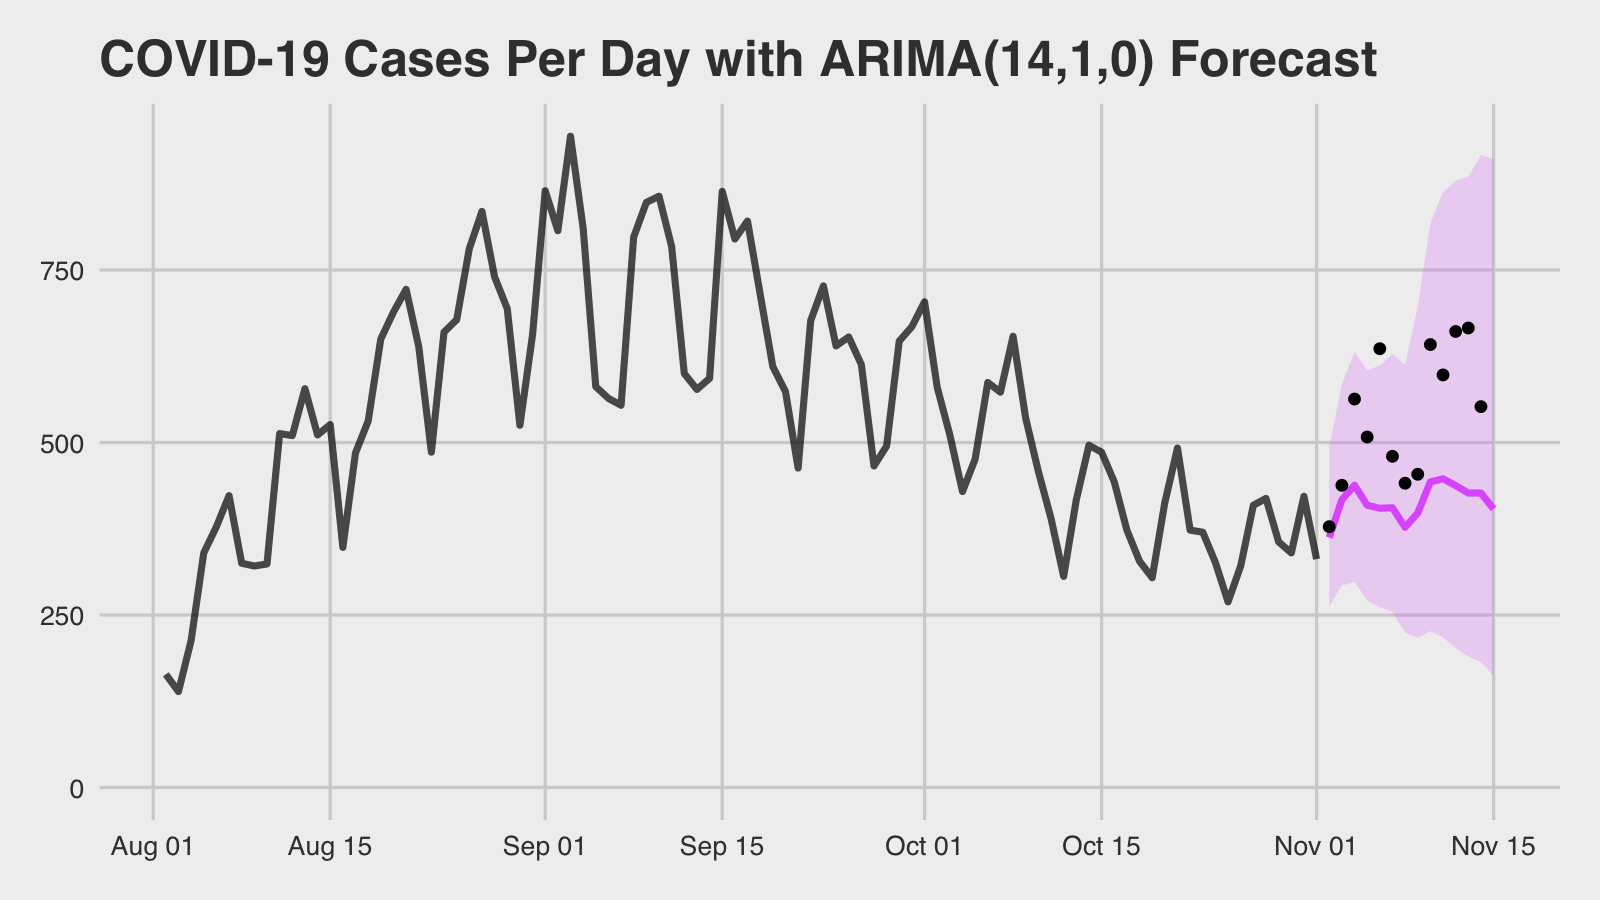 COVID-19 Cases Per Day with ARIMA(14,1,0) Forecast
750
500
250
0
Aug 01 Aug 15 Sep 01 Sep 15 Oct 01 Oct 15 Nov 01 Nov 15